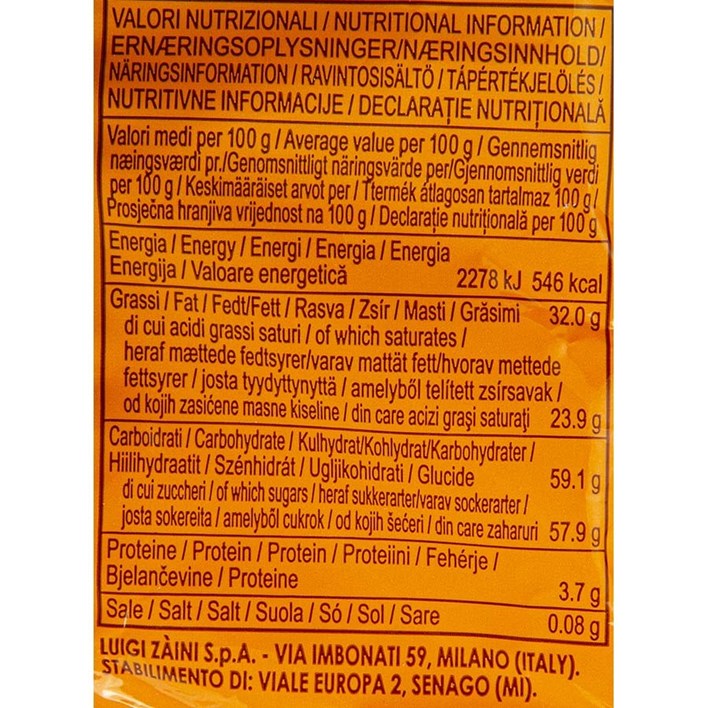 VALORI NUTRIZIONALI / NUTRITIONAL INFORMATION /
ERNÆRINGSOPLYSNINGER/NÆRINGSINNHOLD/
NÄRINGSINFORMATION / RAVINTOSISÄLTÖ / TÁPÉRTÉKJELÖLÉS /
NUTRITIVNE INFORMACIJE / DECLARAȚIE NUTRIȚIONALĂ
Valori medi per 100 g / Average value per 100 g / Gennemsnitlig
næingsværdi pr./Genomsnittligt näringsvärde per/Gjennomsnittlig verdi
per 100 g / Keskimääräiset arvot per / Ttermék átlagosan tartalmaz 100 g/
Prosječna hranjiva vrijednost na 100 g / Declarație nutrițională per 100 g
Energia / Energy / Energi / Energia / Energia
Energija / Valoare energetică 2278 kJ 546 kcal
Grassi / Fat / Fedt/Fett / Rasva / Zsír / Masti / Grăsimi 32.0 g
di cui acidi grassi saturi / of which saturates /
heraf mættede fedtsyrer/varav mattät fett/hvorav mettede
fettsyrer / josta tyydyttynyttä / amelyből telített zsírsavak /
od kojih zasićene masne kiseline / din care acizi grași saturați 23.9 g
Carboidrati / Carbohydrate / Kulhydrat/Kohlydrat/Karbohydrater /
Hiilihydraatit / Szénhidrát / Ugljikohidrati / Glucide 59.1 g
di cui zuccheri / of which sugars / heraf sukkerarter/varav sockerarter /
josta sokereita / amelyből cukrok / od kojih šećeri / din care zaharuri 57.9 g
Proteine / Protein / Protein / Proteiini / Fehérje /
Bjelančevine / Proteine 3.7 g
Sale / Salt / Salt / Suola / Só / Sol / Sare 0.08 g
LUIGI ZÀINI S.p.A. - VIA IMBONATI 59, MILANO (ITALY).
STABILIMENTO DI: VIALE EUROPA 2, SENAGO (MI).